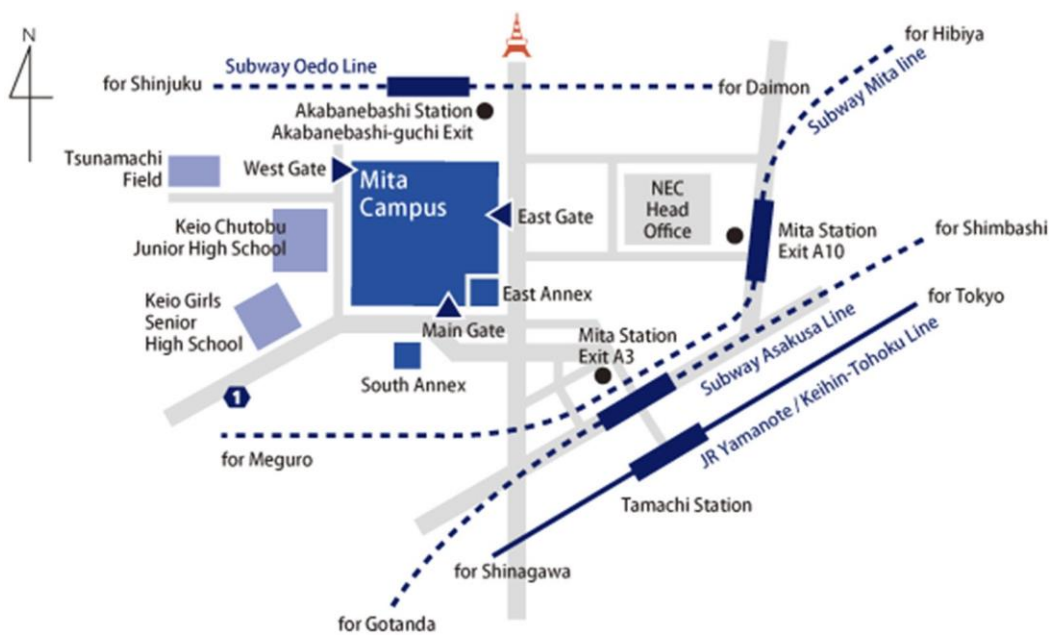 N
for Hibiya
for Shinjuku
Subway Oedo Line
for Daimon
Subway Mita line
Akabanebashi Station
Akabanebashi-guchi Exit
Tsunamachi
Field
West Gate
Mita
Campus
NEC
Head
Office
East Gate
Keio Chutobu
Junior High School
Mita Station
Exit A10
for Shimbashi
Keio Girls
Senior
High School
East Annex
for Tokyo
Main Gate
Mita Station
Exit A3
Subway Asakusa Line
South Annex
1
JR Yamanote / Keihin-Tohoku Line
for Meguro
Tamachi Station
for Shinagawa
for Gotanda